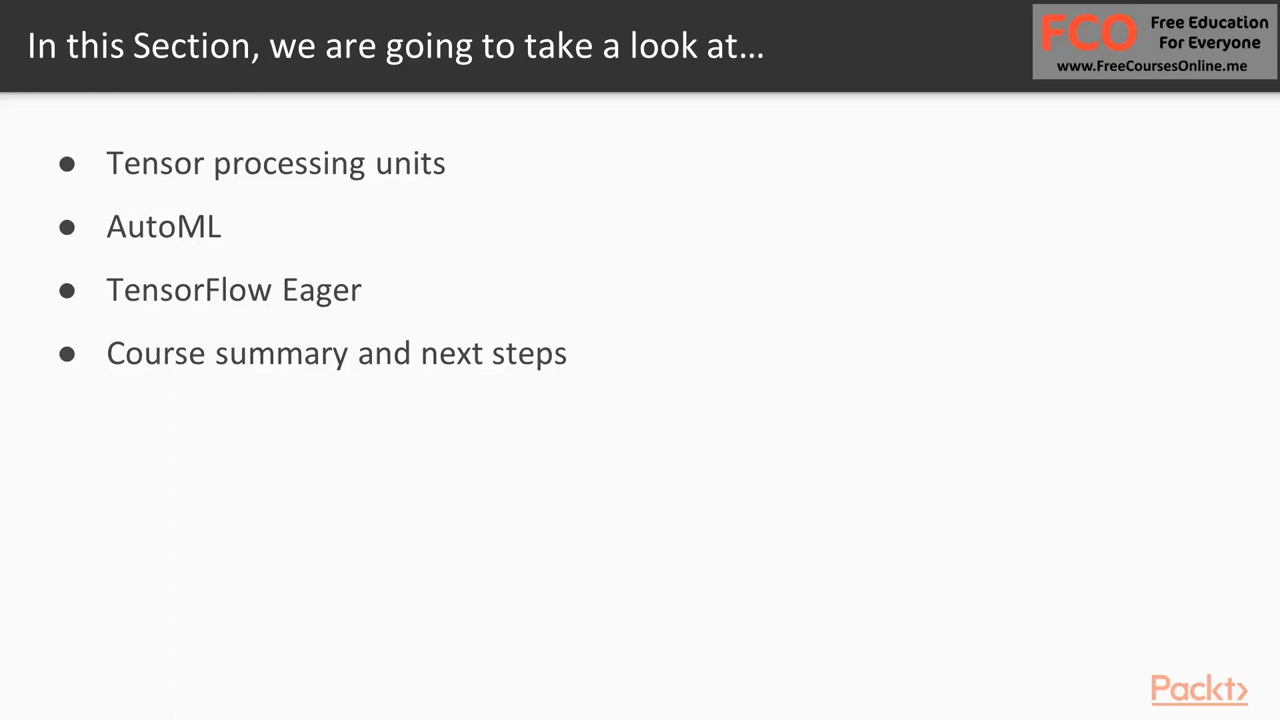 In this Section, we are going to take a look at...
FCO
Free Education
For Everyone
www.FreeCoursesOnline.me
● Tensor processing units
● AutoML
● TensorFlow Eager
● Course summary and next steps
Packt>